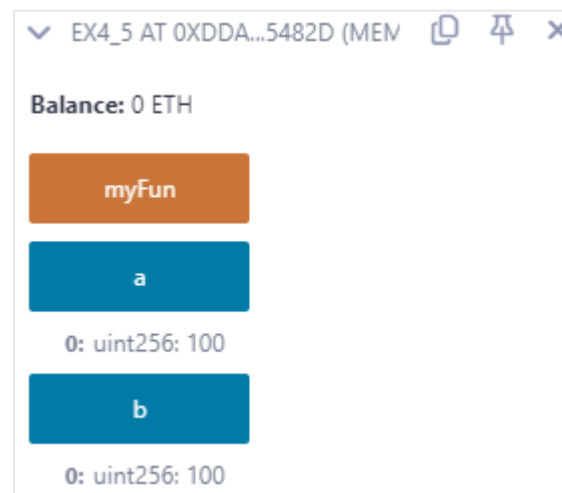 EX4_5 AT 0XDDA...5482D (MEM
Balance: 0 ETH
myFun
a
0: uint256: 100
b
0: uint256: 100